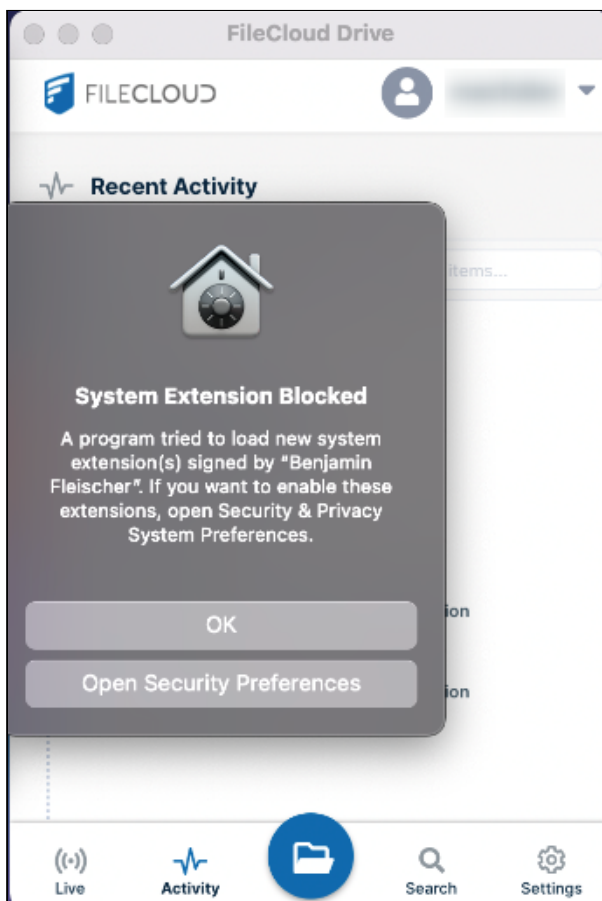 FileCloud Drive
FILECLOUD
Recent Activity
items...
System Extension Blocked
A program tried to load new system
extension(s) signed by “Benjamin
Fleischer”. If you want to enable these
extensions, open Security & Privacy
System Preferences.
OK
ion
Open Security Preferences
ion
Live
Activity
Search
Settings